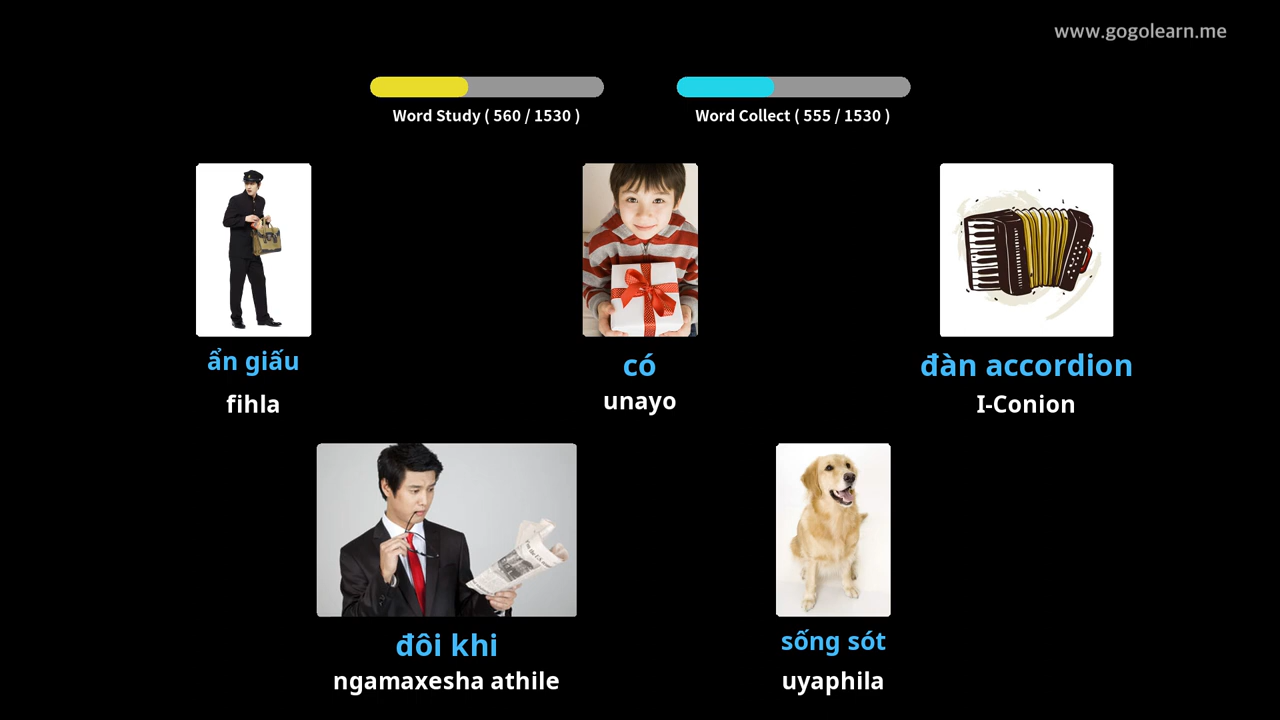 www.gogolearn.me
Word Study ( 560 / 1530 )
Word Collect ( 555 / 1530 )
ẩn giấu
fihla
có
unayo
đàn accordion
I-Conion
đôi khi
ngamaxesha athile
sống sót
uyaphila